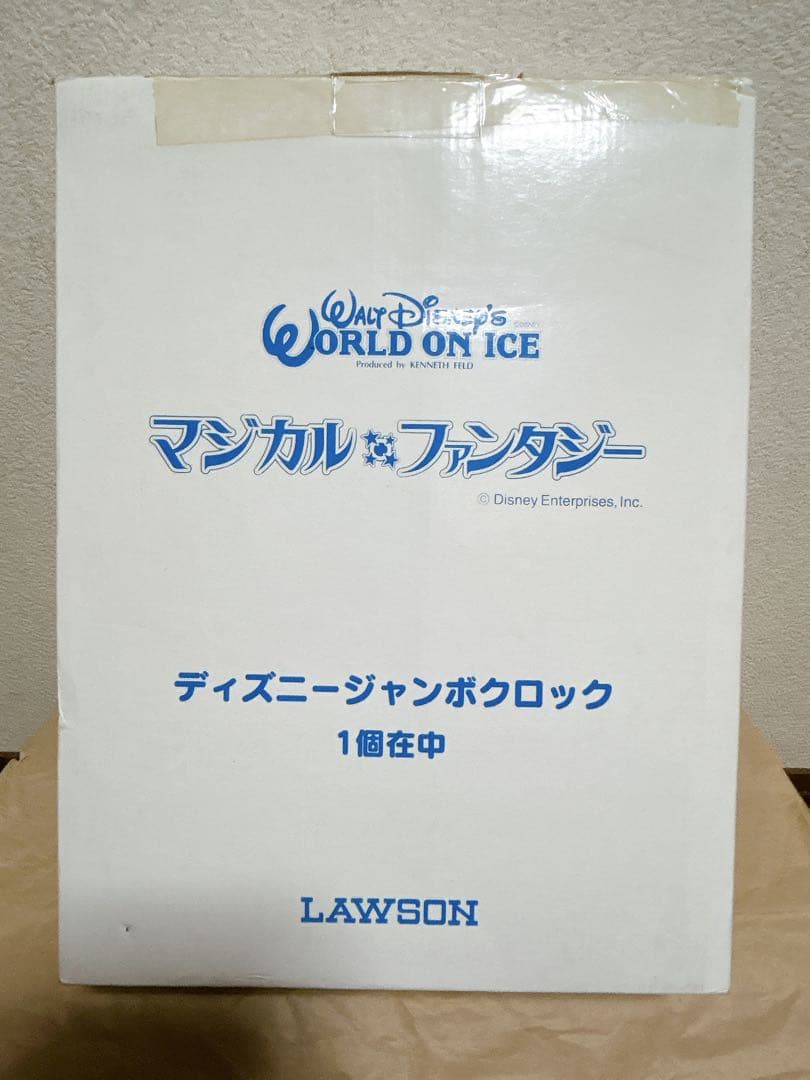 WALT DISNEY'S
WORLD ON ICE
Produced by KENNETH FELD
マジカル ファンタジー
© Disney Enterprises, Inc.
ディズニージャンボクロック
1個在中
LAWSON